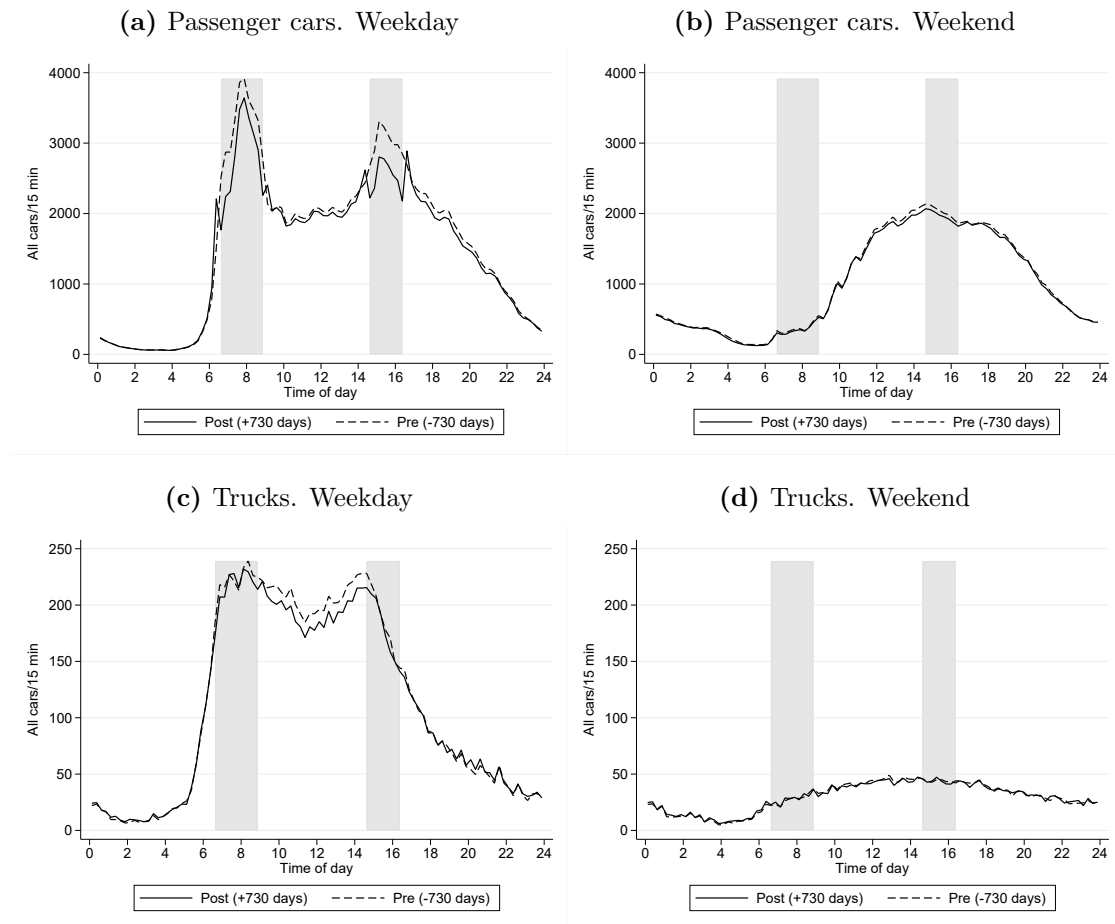 (a) Passenger cars. Weekday
All cars/15 min
4000
3000
2000
1000
0
0 2 4 6 8 10 12 14 16 18 20 22 24
Time of day
Post (+730 days) Pre (-730 days)
(b) Passenger cars. Weekend
All cars/15 min
4000
3000
2000
1000
0
0 2 4 6 8 10 12 14 16 18 20 22 24
Time of day
Post (+730 days) Pre (-730 days)
(c) Trucks. Weekday
All cars/15 min
250
200
150
100
50
0
0 2 4 6 8 10 12 14 16 18 20 22 24
Time of day
Post (+730 days) Pre (-730 days)
(d) Trucks. Weekend
All cars/15 min
250
200
150
100
50
0
0 2 4 6 8 10 12 14 16 18 20 22 24
Time of day
Post (+730 days) Pre (-730 days)